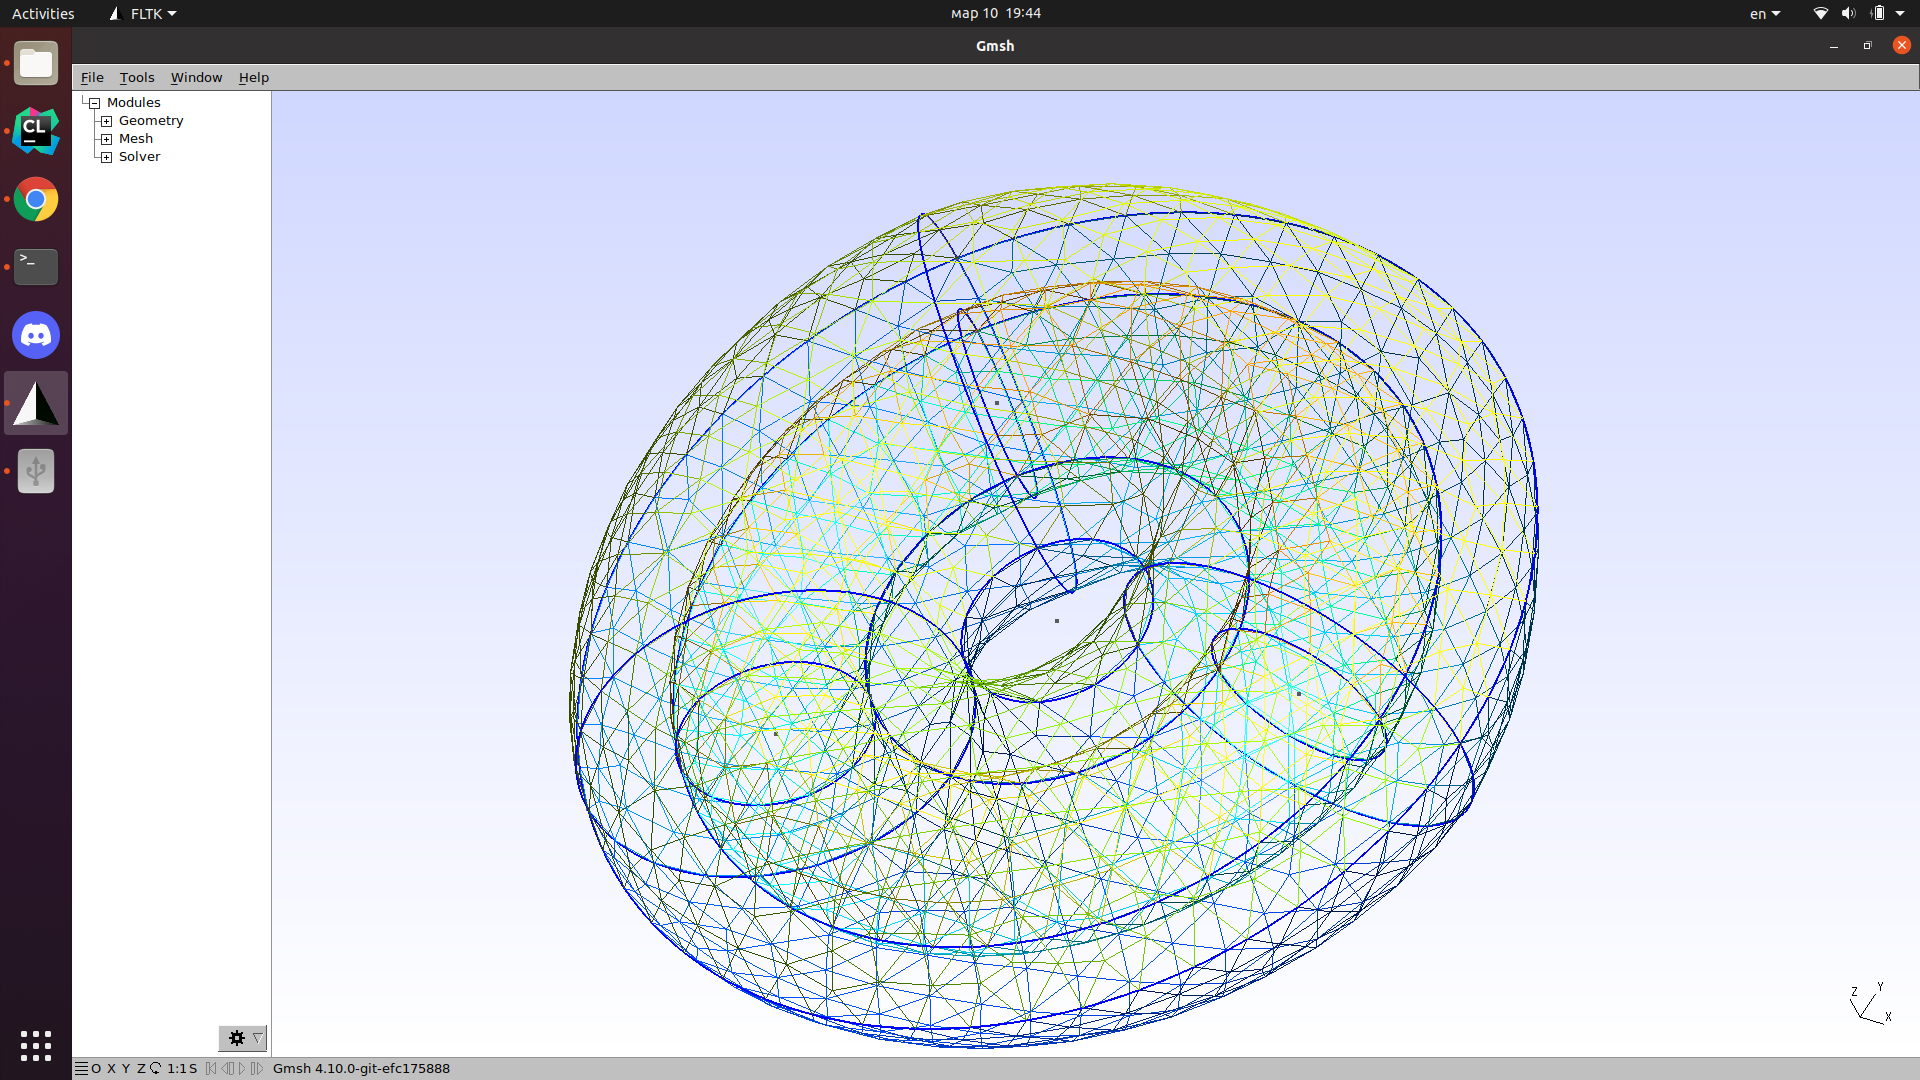 Activities FLTK мар 10 19:44 en
Gmsh
File Tools Window Help
Modules
Geometry
Mesh
Solver
CL
>_
Z Y X
O X Y Z 1:1 S Gmsh 4.10.0-git-efc175888